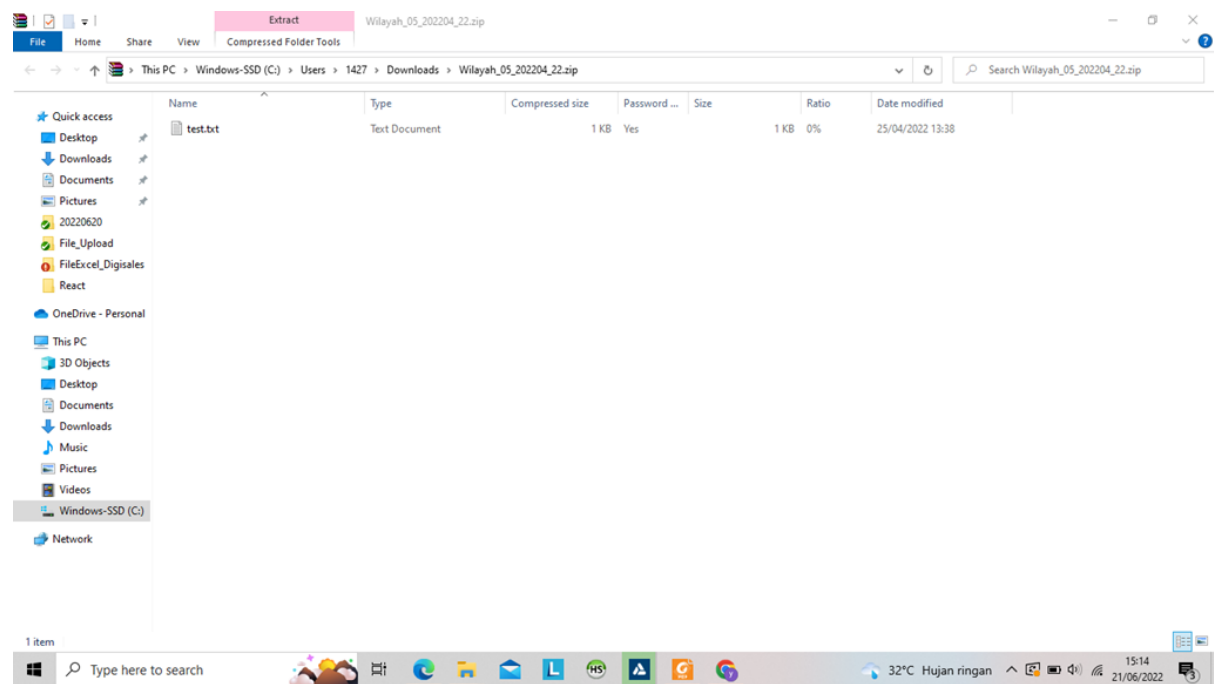 Extract
Wilayah_05_202204_22.zip
File
Home
Share
View
Compressed Folder Tools
This PC > Windows-SSD (C:) > Users > 1427 > Downloads > Wilayah_05_202204_22.zip
Search Wilayah_05_202204_22.zip
Name
Type
Compressed size
Password ...
Size
Ratio
Date modified
test.txt
Text Document
1 KB
Yes
1 KB
0%
25/04/2022 13:38
Quick access
Desktop
Downloads
Documents
Pictures
20220620
File_Upload
FileExcel_Digisales
React
OneDrive - Personal
This PC
3D Objects
Desktop
Documents
Downloads
Music
Pictures
Videos
Windows-SSD (C:)
Network
1 item
Type here to search
L
HS
G
32°C Hujan ringan
15:14
21/06/2022
3